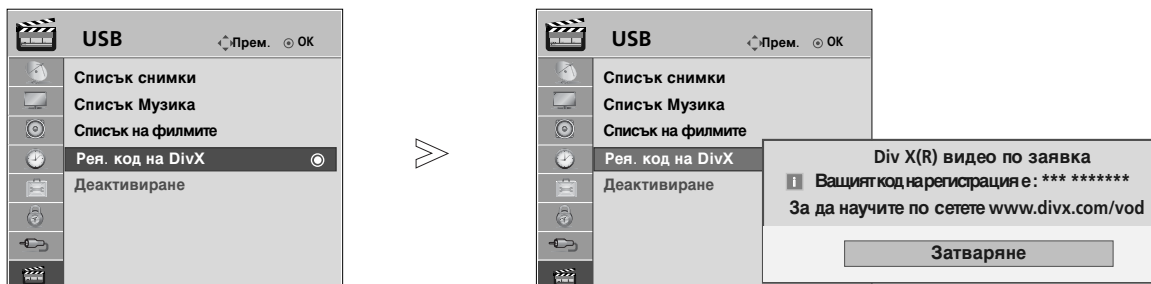 USB Прем. OK
Списък снимки
Списък Музика
Списък на филмите
Рея. код на DivX
Деактивиране
USB Прем. OK
Списък снимки
Списък Музика
Списък на филмите
Рея. код на DivX
Деактивиране
Div X(R) видео по заявка
Вашият код на регистрация е : *** *******
За да научите по сетете www.divx.com/vod
Затваряне